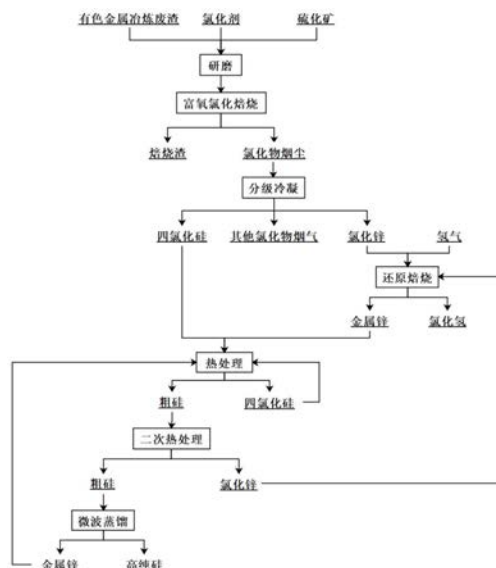 有色金属冶炼废渣 氯化剂 硫化矿
研磨
富氧氯化焙烧
焙烧渣 氯化物烟尘
分级冷凝
四氯化硅 其他氯化物烟气 氯化锌 氢气
还原焙烧
金属锌 氯化氢
热处理
粗硅 四氯化硅
二次热处理
粗硅 氯化锌
微波蒸馏
金属锌 高纯硅